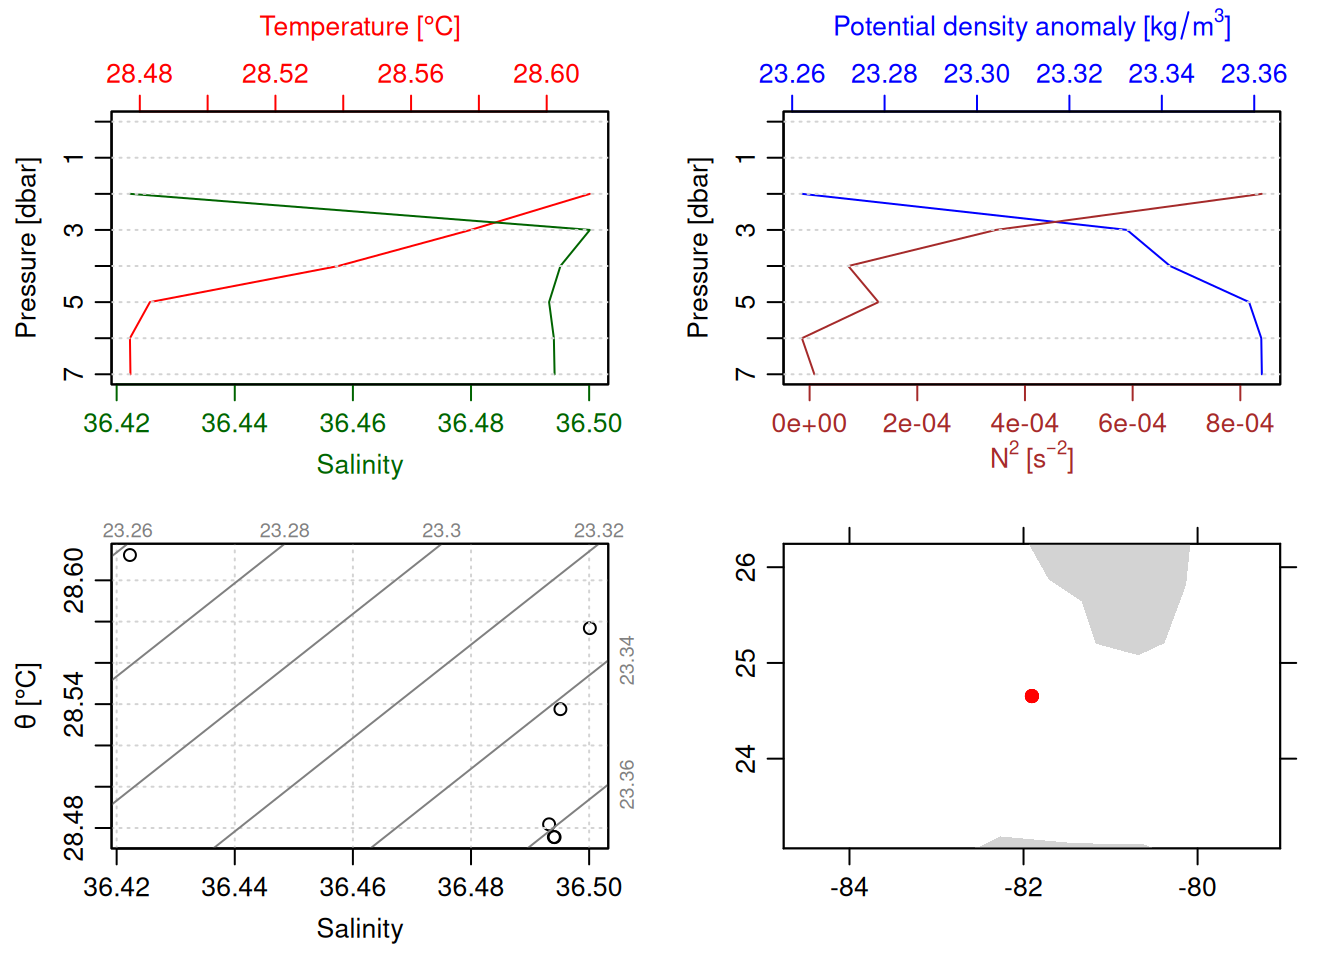 Temperature [°C]
28.48 28.52 28.56 28.60
Pressure [dbar]
1
3
5
7
36.42 36.44 36.46 36.48 36.50
Salinity
Potential density anomaly [kg/m³]
23.26 23.28 23.30 23.32 23.34 23.36
Pressure [dbar]
1
3
5
7
0e+00 2e-04 4e-04 6e-04 8e-04
N² [s⁻²]
23.26 23.28 23.3 23.32
23.34
23.36
θ [°C]
28.60
28.54
28.48
36.42 36.44 36.46 36.48 36.50
Salinity
26
25
24
-84 -82 -80